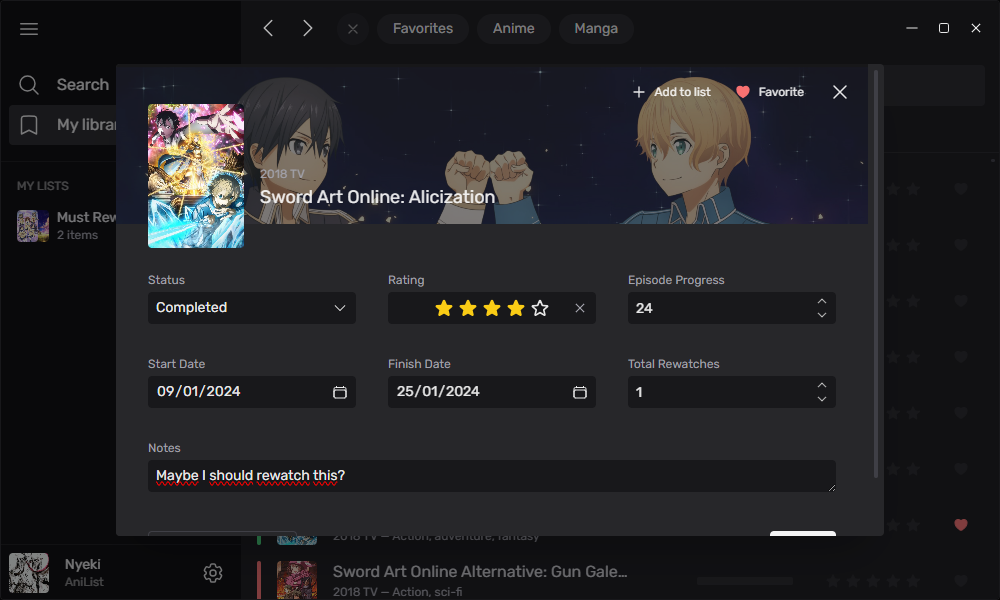 Favorites
Anime
Manga
Search
My librar
MY LISTS
Must Rew
2 items
Add to list
Favorite
2018 TV
Sword Art Online: Alicization
Status
Rating
Episode Progress
Completed
24
Start Date
Finish Date
Total Rewatches
09/01/2024
25/01/2024
1
Notes
Maybe I should rewatch this?
2018 TV — Action, adventure, fantasy
Nyeki
AniList
Sword Art Online Alternative: Gun Gale...
2018 TV — Action, sci-fi